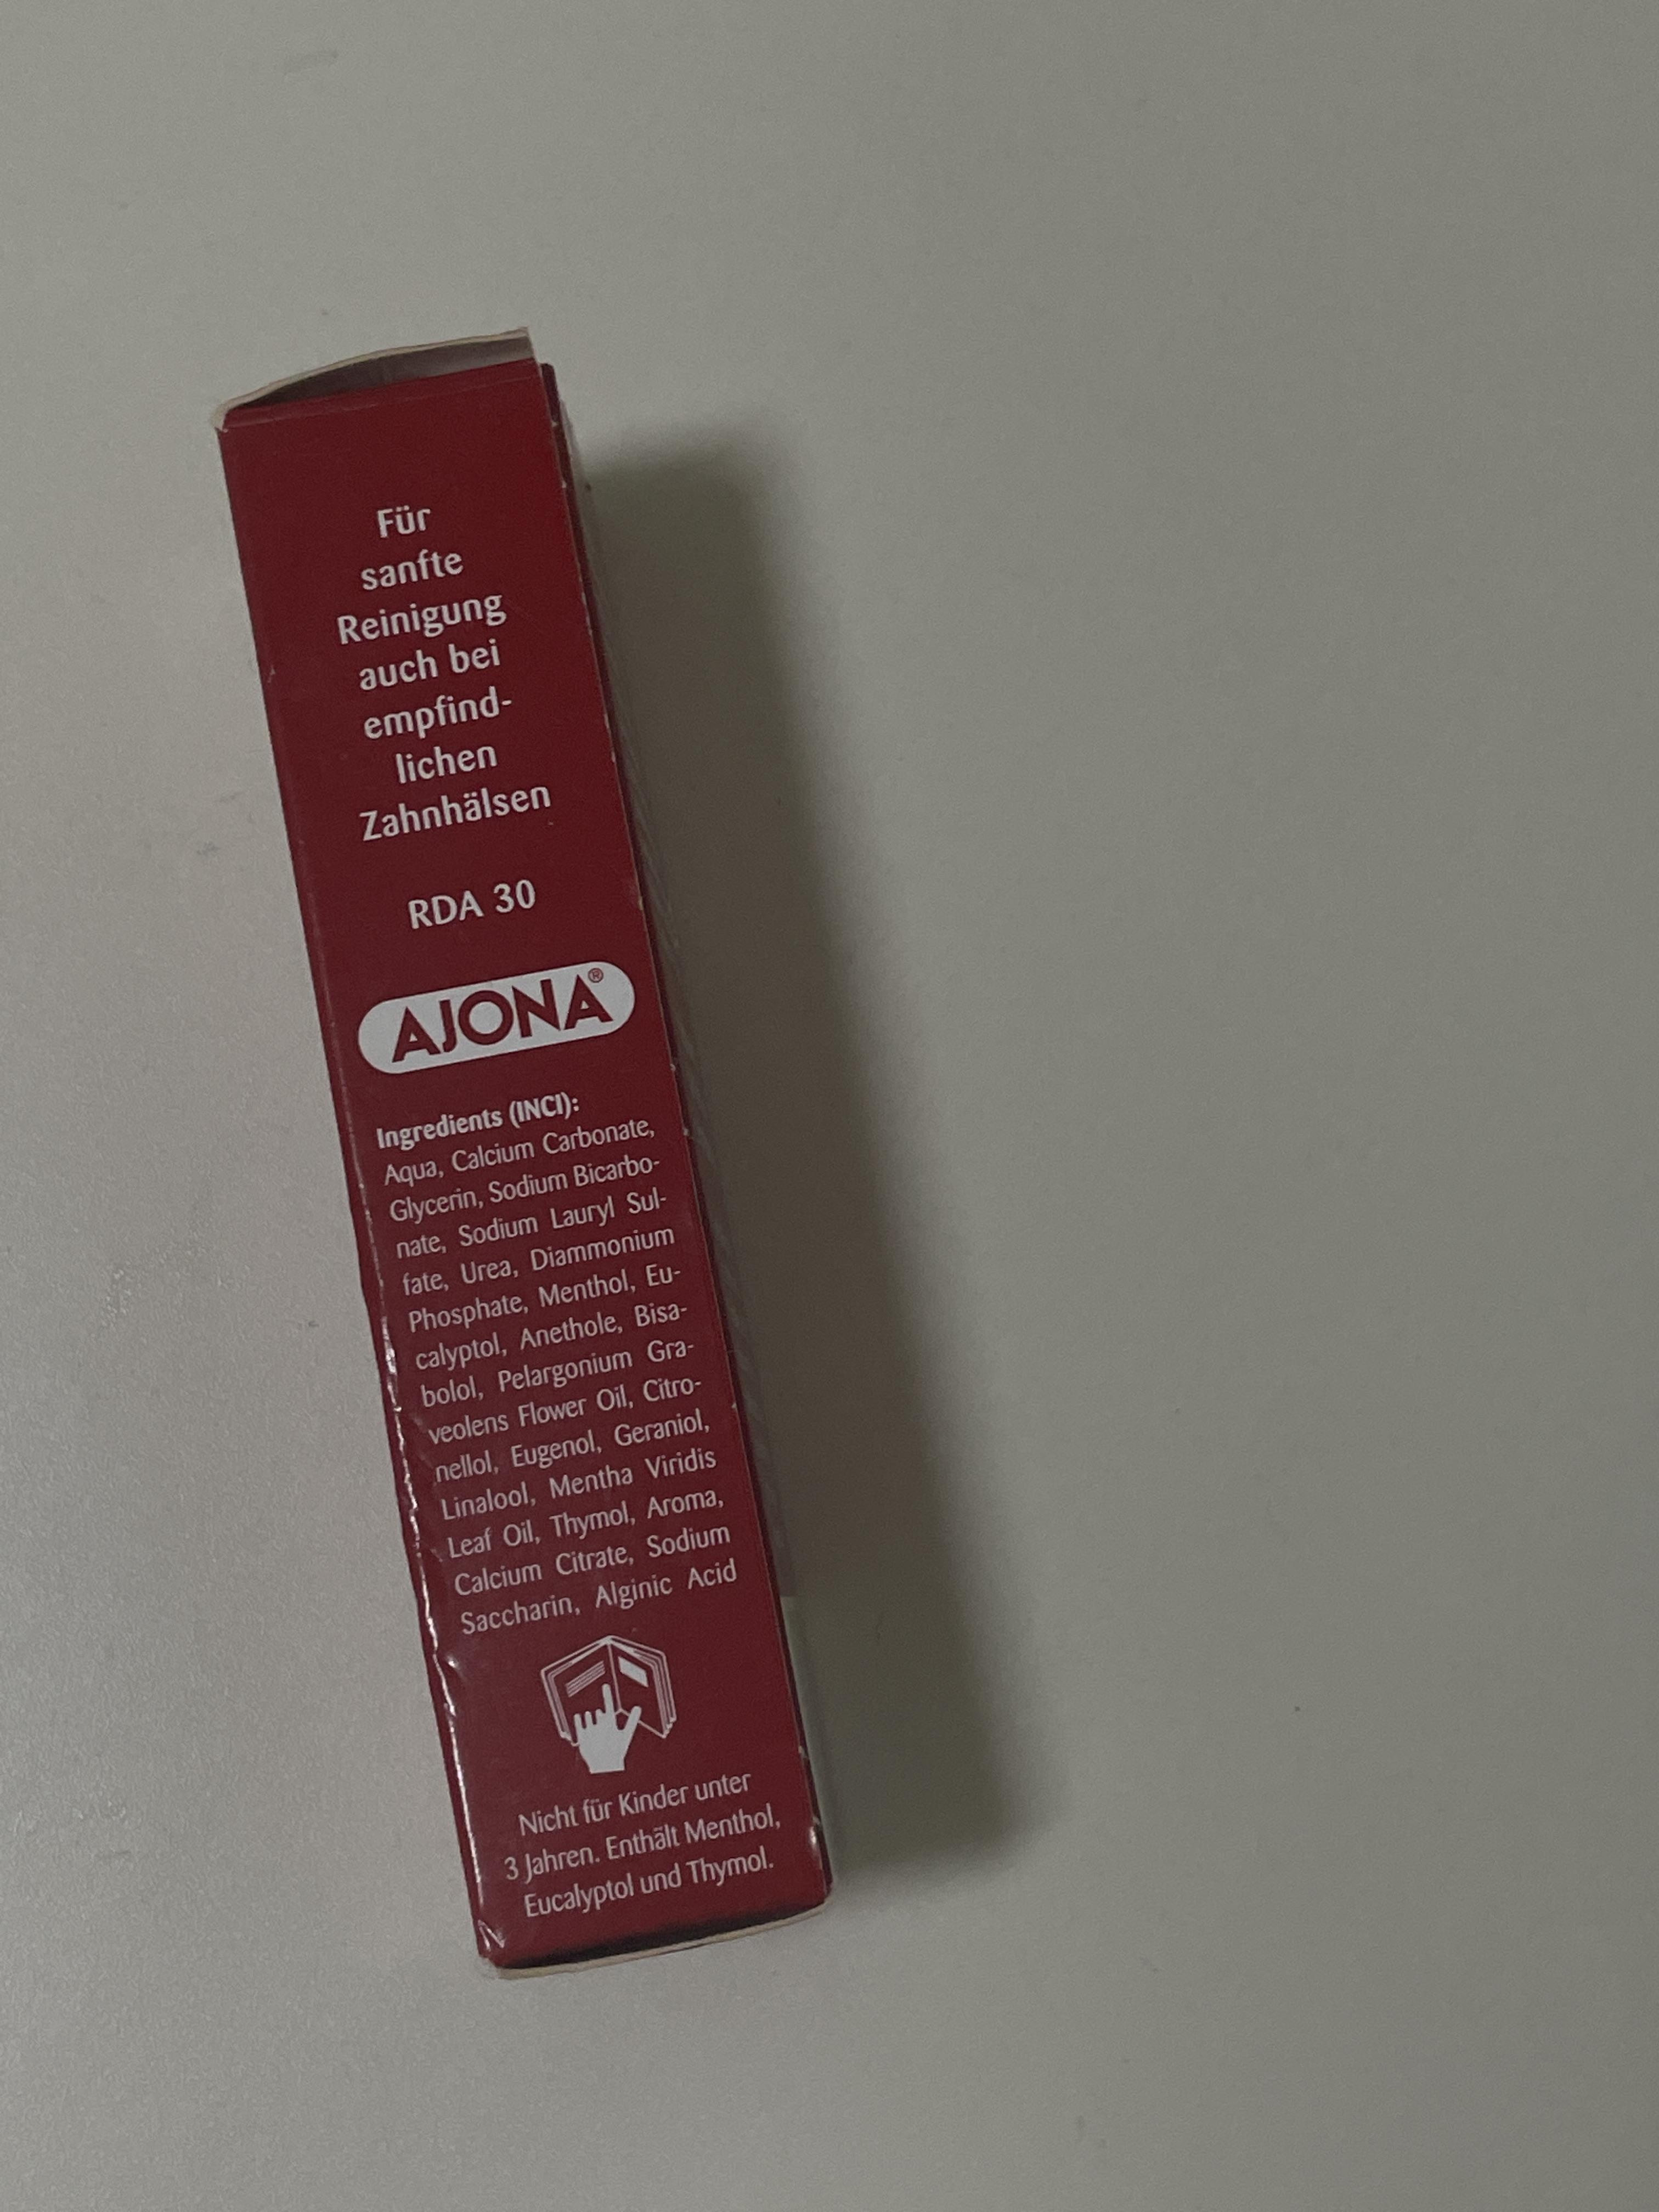 Für
sanfte
Reinigung
auch bei
empfind-
lichen
Zahnhälsen
RDA 30
AJONA®
Ingredients (INCI):
Aqua, Calcium Carbonate,
Glycerin, Sodium Bicarbo-
nate, Sodium Lauryl Sul-
fate, Urea, Diammonium
Phosphate, Menthol, Eu-
calyptol, Anethole, Bisa-
bolol, Pelargonium Gra-
veolens Flower Oil, Citro-
nellol, Eugenol, Geraniol,
Linalool, Mentha Viridis
Leaf Oil, Thymol, Aroma,
Calcium Citrate, Sodium
Saccharin, Alginic Acid
Nicht für Kinder unter
3 Jahren. Enthält Menthol,
Eucalyptol und Thymol.